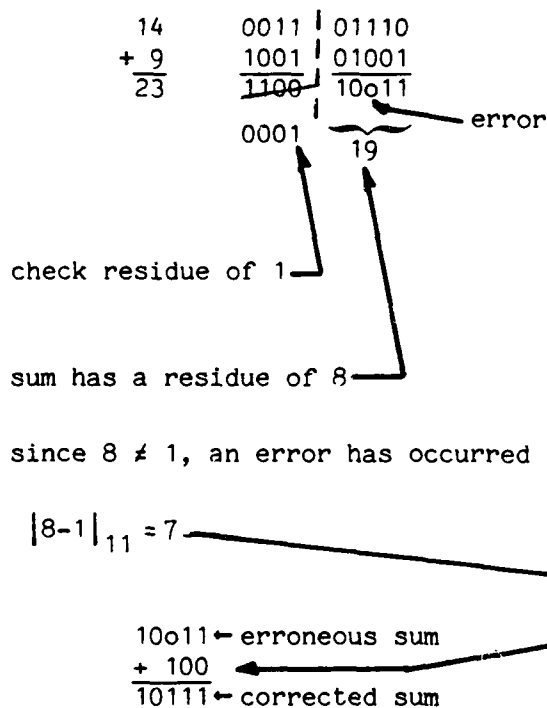 14 0011 01110
+ 9 1001 01001
23 1100 10o11
error
0001 19
check residue of 1
sum has a residue of 8
since 8 ≠ 1, an error has occurred
|8-1|11 = 7
10o11←erroneous sum
+ 100
10111←corrected sum